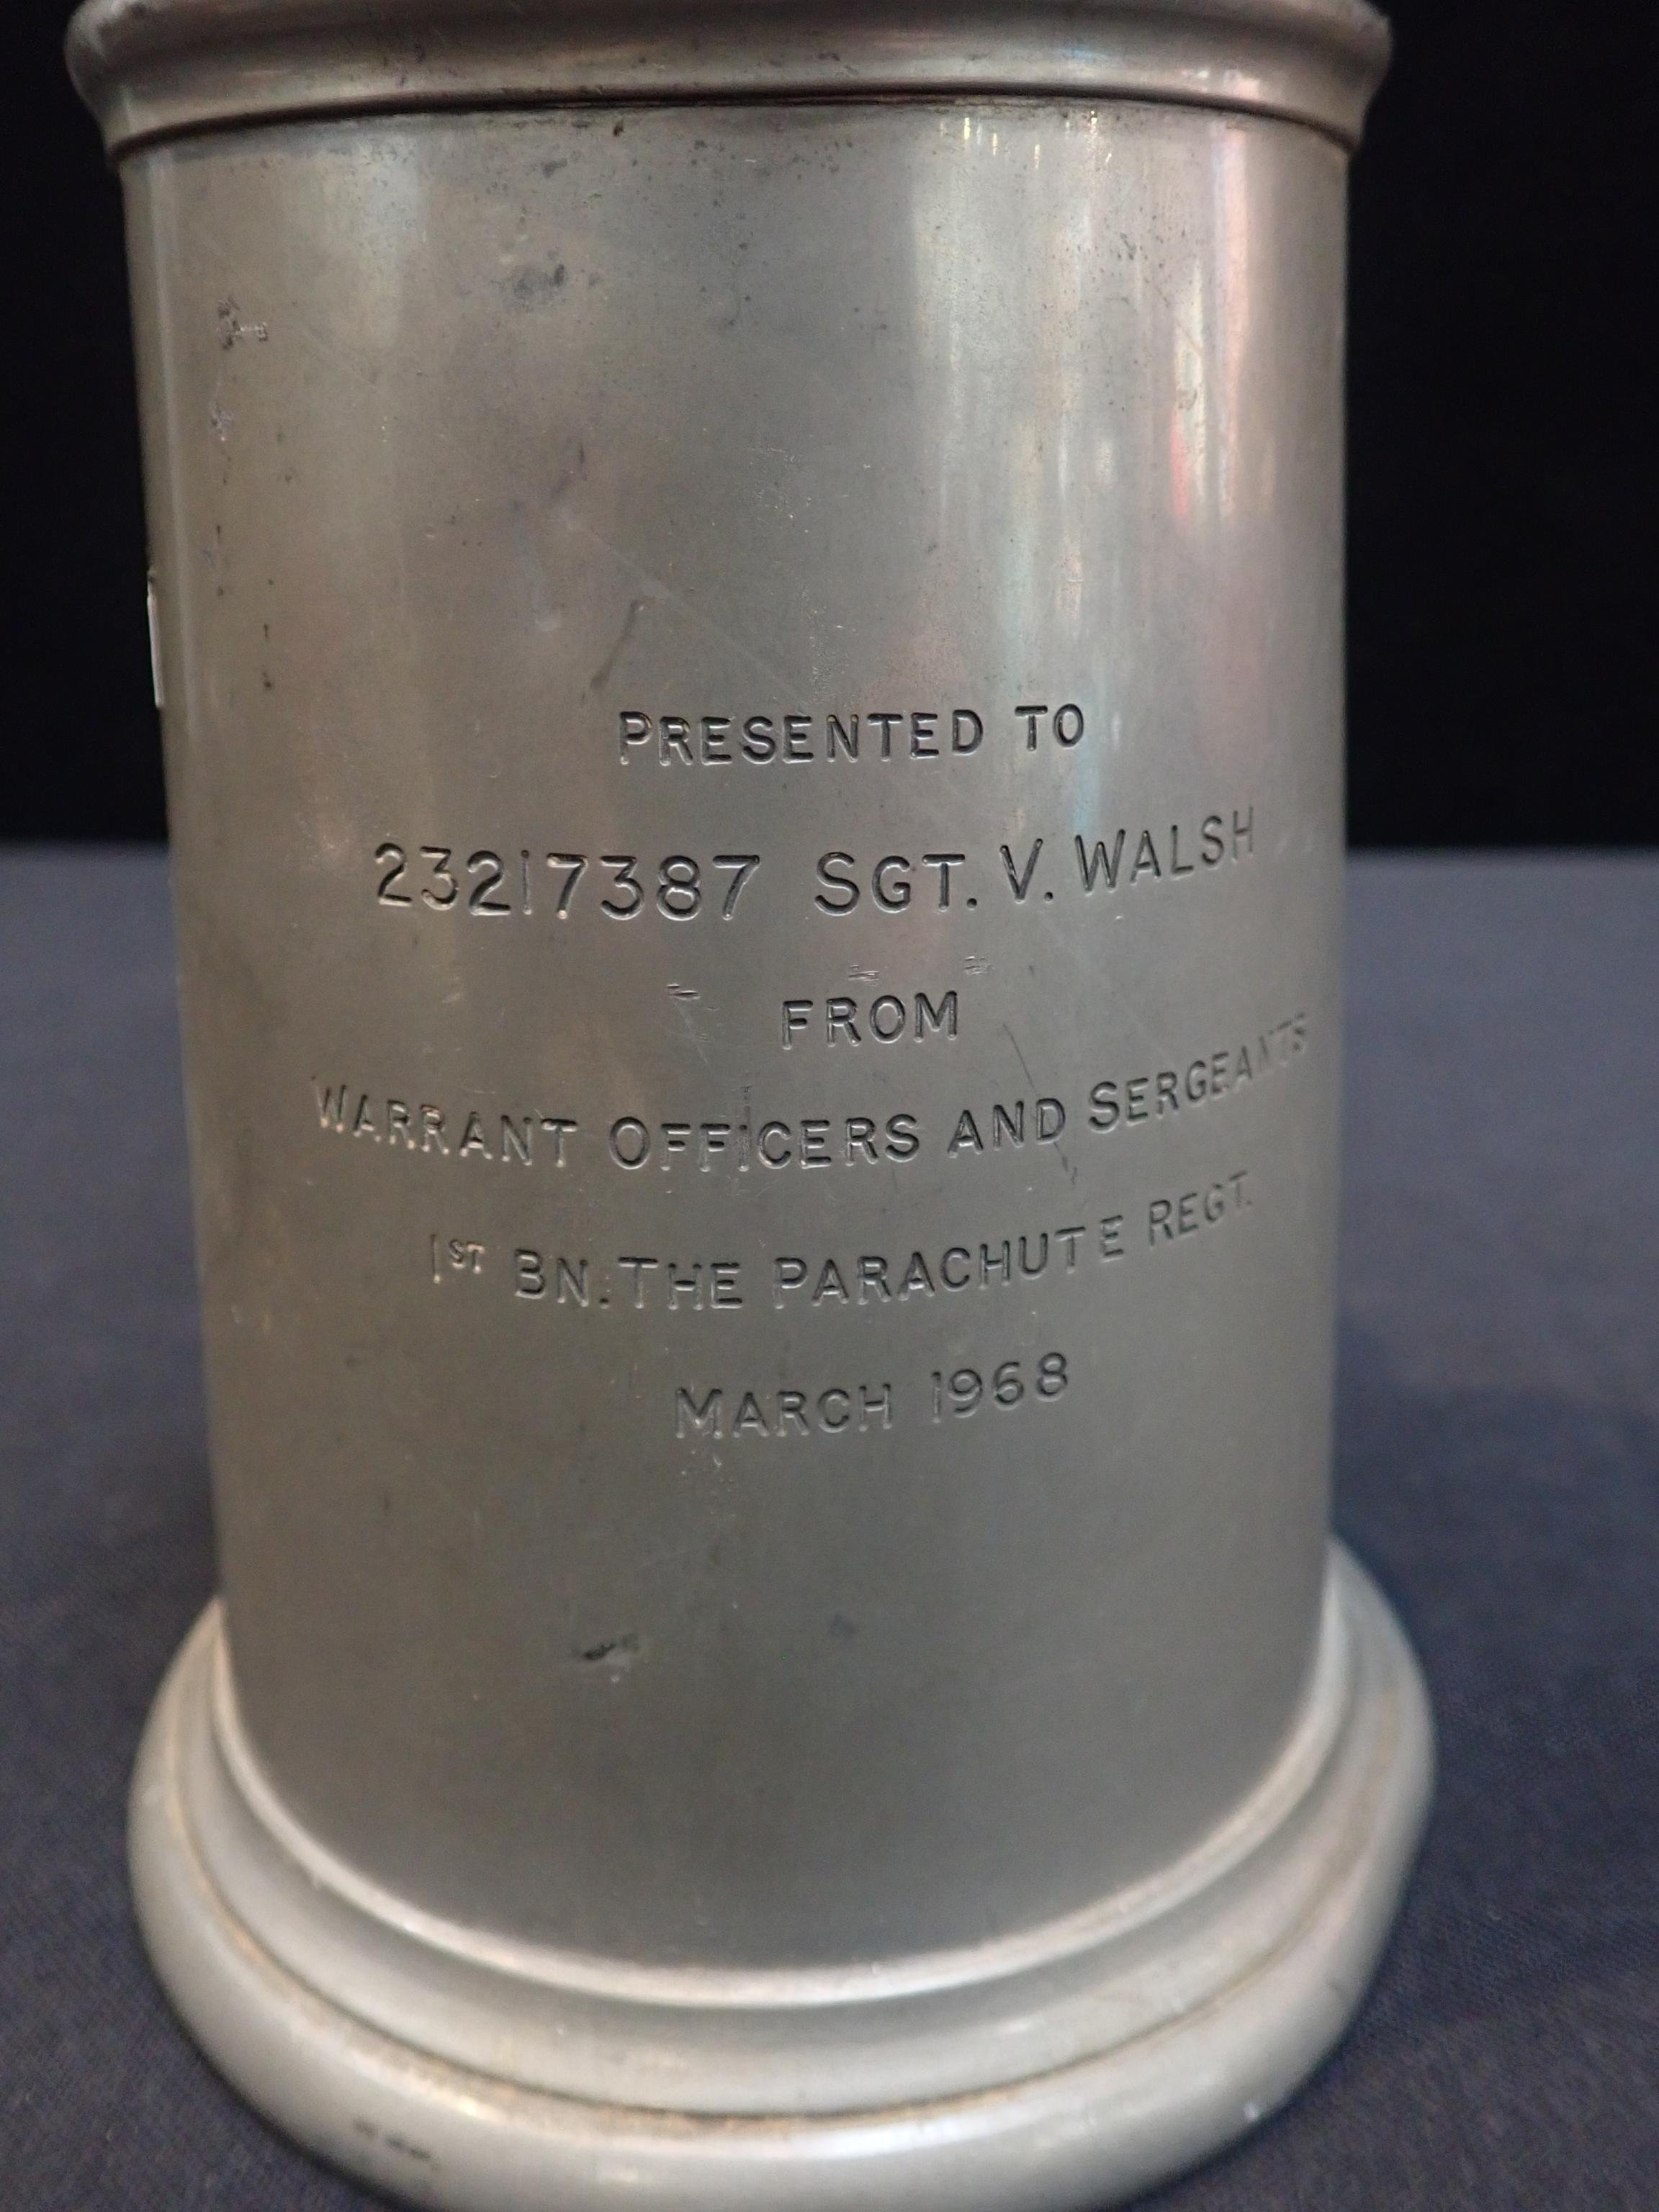 PRESENTED TO
23217387 SGT. V. WALSH
FROM
WARRANT OFFICERS AND SERGEANTS
1ST BN. THE PARACHUTE REGT.
MARCH 1968